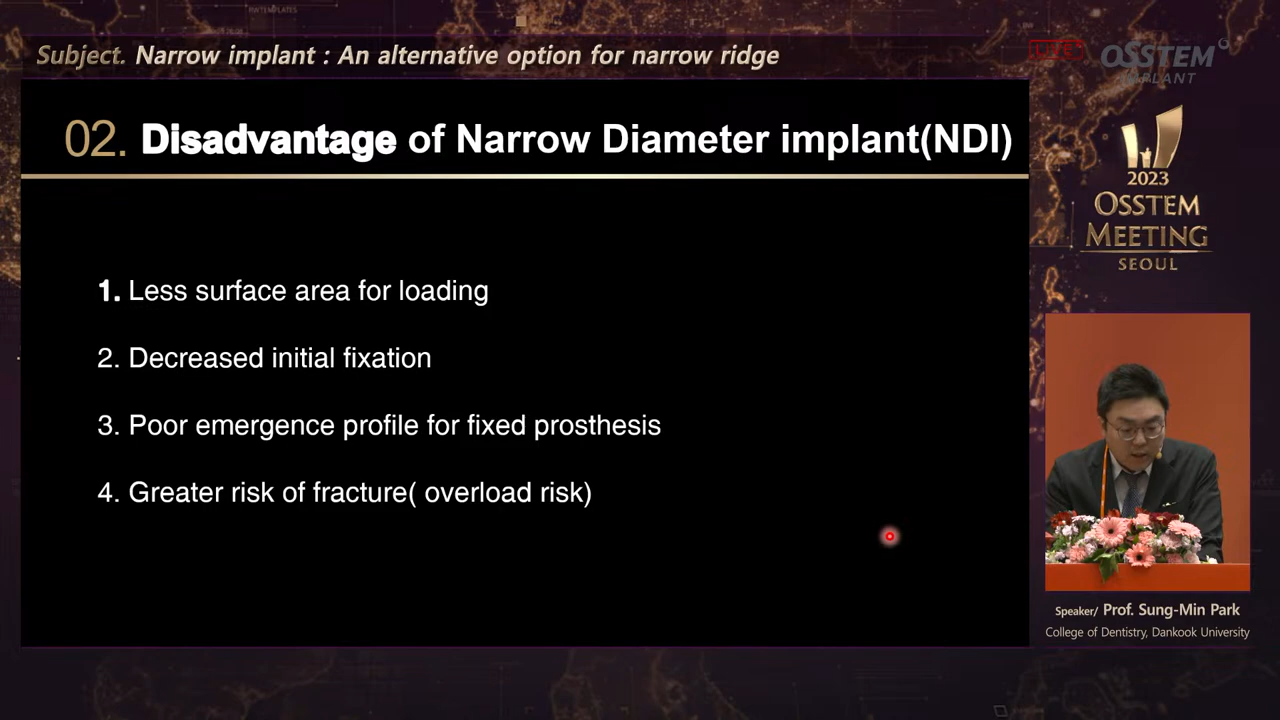 Subject. Narrow implant : An alternative option for narrow ridge
LIVE
OSSTEM
IMPLANT
02. Disadvantage of Narrow Diameter implant(NDI)
1. Less surface area for loading
2. Decreased initial fixation
3. Poor emergence profile for fixed prosthesis
4. Greater risk of fracture( overload risk)
2023
OSSTEM
MEETING
SEOUL
Speaker/ Prof. Sung-Min Park
College of Dentistry, Dankook University